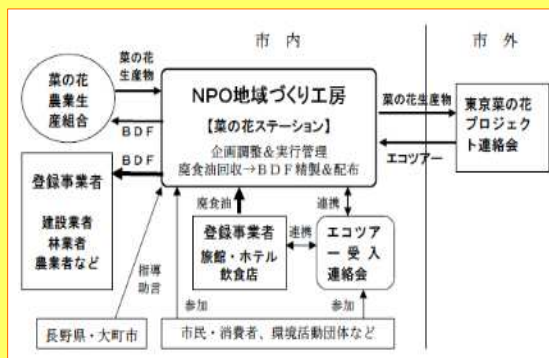 市内
市外
菜の花
農業生
産組合
菜の花
生産物
BDF
NPO地域づくり工房
【菜の花ステーション】
企画調整&実行管理
廃食油回収→BDF精製&配布
菜の花生産物
エコツアー
東京菜の花
プロジェク
ト連絡会
BDF
登録事業者
建設業者
林業者
農業者など
廃食油
登録事業者
旅館・ホテル
飲食店
連携
連携
エコツア
ー受入
連絡会
指導
助言
参加
参加
長野県・大町市
市民・消費者、環境活動団体など